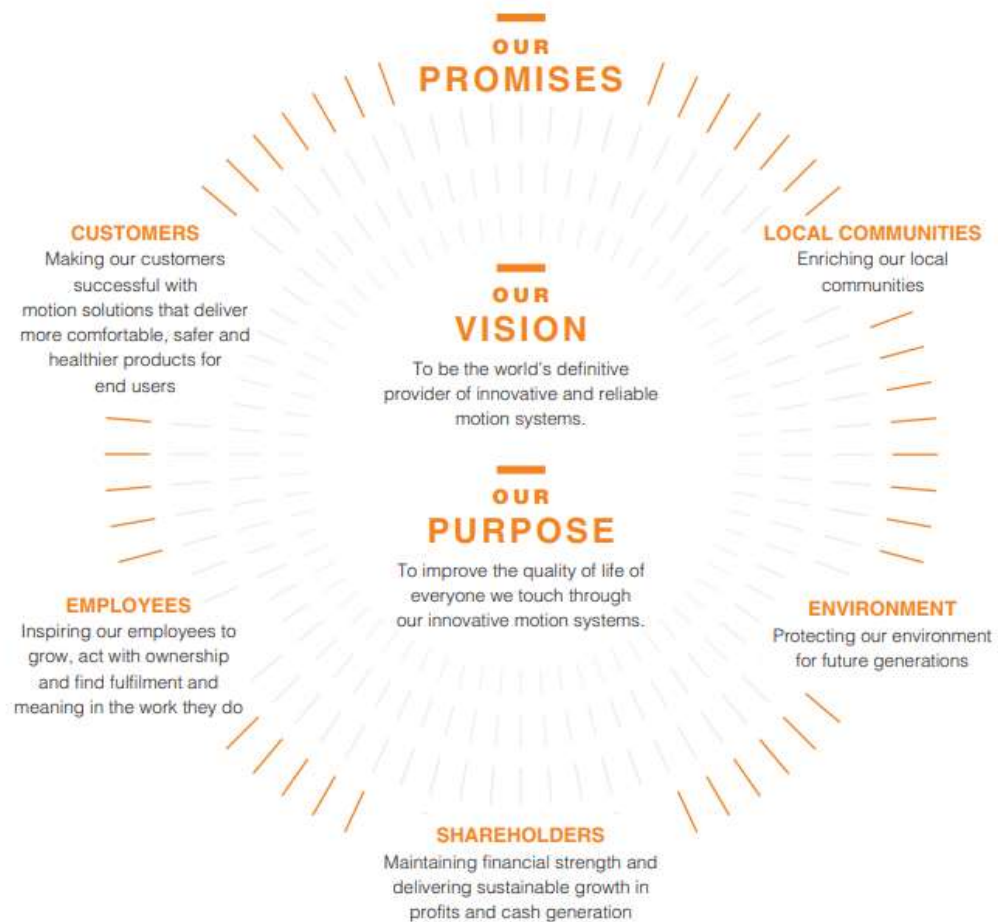 OUR
PROMISES
CUSTOMERS
Making our customers
successful with
motion solutions that deliver
more comfortable, safer and
healthier products for
end users
LOCAL COMMUNITIES
Enriching our local
communities
OUR
VISION
To be the world's definitive
provider of innovative and reliable
motion systems.
OUR
PURPOSE
To improve the quality of life of
everyone we touch through
our innovative motion systems.
EMPLOYEES
Inspiring our employees to
grow, act with ownership
and find fulfilment and
meaning in the work they do
ENVIRONMENT
Protecting our environment
for future generations
SHAREHOLDERS
Maintaining financial strength and
delivering sustainable growth in
profits and cash generation